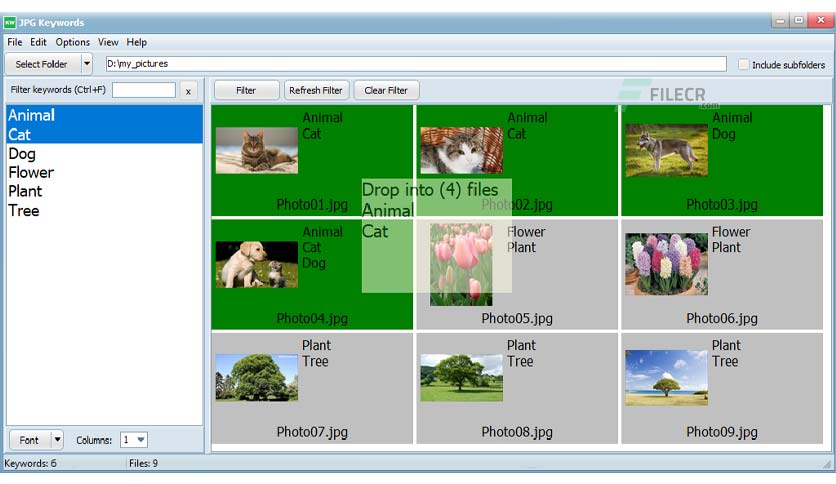 KW JPG Keywords
File Edit Options View Help
Select Folder D:\my_pictures Include subfolders
Filter keywords (Ctrl+F) x Filter Refresh Filter Clear Filter
FILECR
.com
Animal
Cat
Dog
Flower
Plant
Tree
Animal
Cat
Photo01.jpg
Animal
Cat
Photo02.jpg
Animal
Dog
Photo03.jpg
Drop into (4) files
Animal
Cat
Animal
Cat
Dog
Photo04.jpg
Flower
Plant
Photo05.jpg
Flower
Plant
Photo06.jpg
Plant
Tree
Photo07.jpg
Plant
Tree
Photo08.jpg
Plant
Tree
Photo09.jpg
Font Columns: 1
Keywords: 6 Files: 9